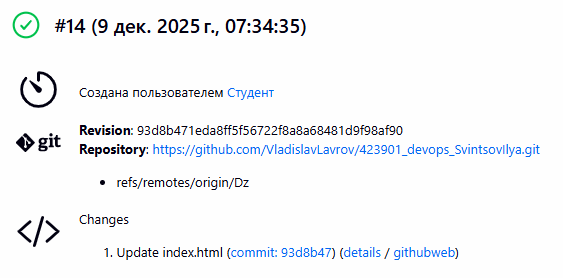 #14 (9 дек. 2025 г., 07:34:35)
Создана пользователем Студент
git
Revision: 93d8b471eda8ff5f56722f8a8a68481d9f98af90
Repository: https://github.com/VladislavLavrov/423901_devops_SvintsovIlya.git
• refs/remotes/origin/Dz
Changes
1. Update index.html (commit: 93d8b47) (details / githubweb)